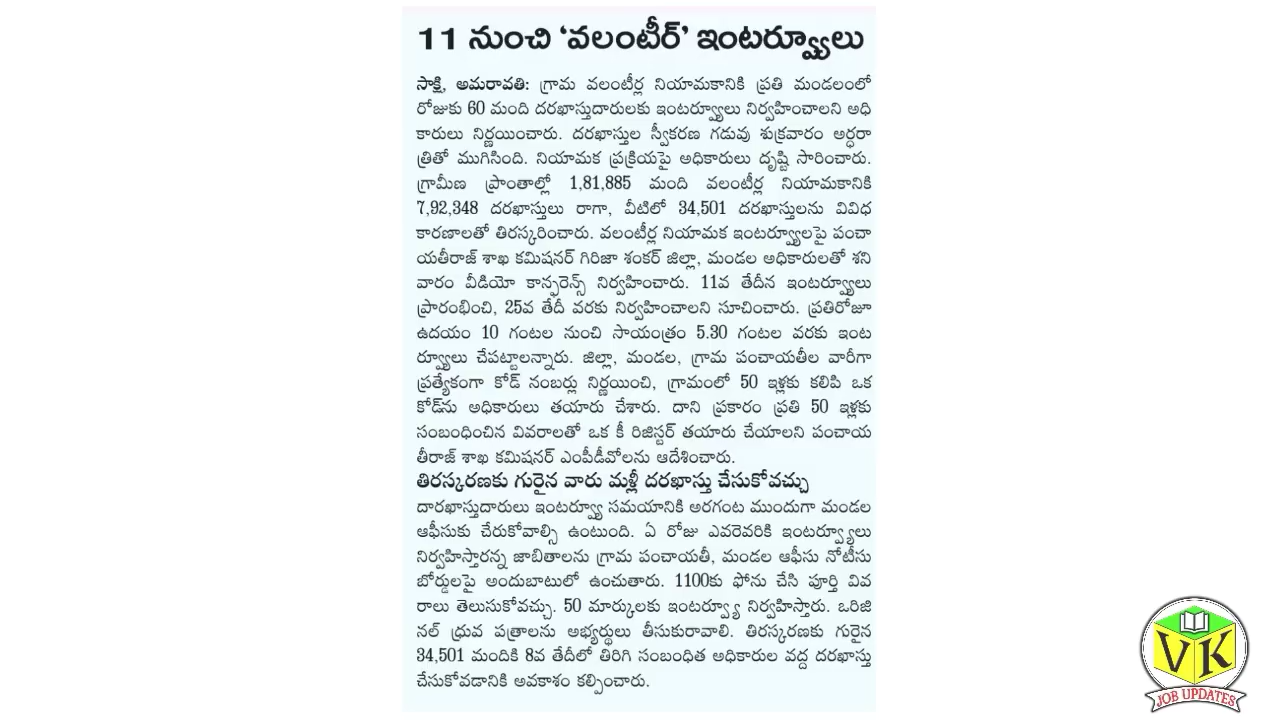 11 నుంచి ‘వలంటీర్’ ఇంటర్వ్యూలు
సాక్షి, అమరావతి: గ్రామ వలంటీర్ల నియామకానికి ప్రతి మండలంలో
రోజుకు 60 మంది దరఖాస్తుదారులకు ఇంటర్వ్యూలు నిర్వహించాలని అధి
కారులు నిర్ణయించారు. దరఖాస్తుల స్వీకరణ గడువు శుక్రవారం అర్ధరా
త్రితో ముగిసింది. నియామక ప్రక్రియపై అధికారులు దృష్టి సారించారు.
గ్రామీణ ప్రాంతాల్లో 1,81,885 మంది వలంటీర్ల నియామకానికి
7,92,348 దరఖాస్తులు రాగా, వీటిలో 34,501 దరఖాస్తులను వివిధ
కారణాలతో తిరస్కరించారు. వలంటీర్ల నియామక ఇంటర్వ్యూలపై పంచా
యతీరాజ్ శాఖ కమిషనర్ గిరిజా శంకర్ జిల్లా, మండల అధికారులతో శని
వారం వీడియో కాన్ఫరెన్స్ నిర్వహించారు. 11వ తేదీన ఇంటర్వ్యూలు
ప్రారంభించి, 25వ తేదీ వరకు నిర్వహించాలని సూచించారు. ప్రతిరోజూ
ఉదయం 10 గంటల నుంచి సాయంత్రం 5.30 గంటల వరకు ఇంట
ర్వ్యూలు చేపట్టాలన్నారు. జిల్లా, మండల, గ్రామ పంచాయతీల వారీగా
ప్రత్యేకంగా కోడ్ నంబర్లు నిర్ణయించి, గ్రామంలో 50 ఇళ్లకు కలిపి ఒక
కోడ్‌ను అధికారులు తయారు చేశారు. దాని ప్రకారం ప్రతి 50 ఇళ్లకు
సంబంధించిన వివరాలతో ఒక కీ రిజిస్టర్ తయారు చేయాలని పంచాయ
తీరాజ్ శాఖ కమిషనర్ ఎంపీడీవోలను ఆదేశించారు.
తిరస్కరణకు గురైన వారు మళ్లీ దరఖాస్తు చేసుకోవచ్చు
దారఖాస్తుదారులు ఇంటర్వ్యూ సమయానికి అరగంట ముందుగా మండల
ఆఫీసుకు చేరుకోవాల్సి ఉంటుంది. ఏ రోజు ఎవరెవరికి ఇంటర్వ్యూలు
నిర్వహిస్తారన్న జాబితాలను గ్రామ పంచాయతీ, మండల ఆఫీసు నోటీసు
బోర్డులపై అందుబాటులో ఉంచుతారు. 1100కు ఫోను చేసి పూర్తి వివ
రాలు తెలుసుకోవచ్చు. 50 మార్కులకు ఇంటర్వ్యూ నిర్వహిస్తారు. ఒరిజి
నల్ ధ్రువ పత్రాలను అభ్యర్థులు తీసుకురావాలి. తిరస్కరణకు గురైన
34,501 మందికి 8వ తేదీలో తిరిగి సంబంధిత అధికారుల వద్ద దరఖాస్తు
చేసుకోవడానికి అవకాశం కల్పించారు.
VK
JOB UPDATES